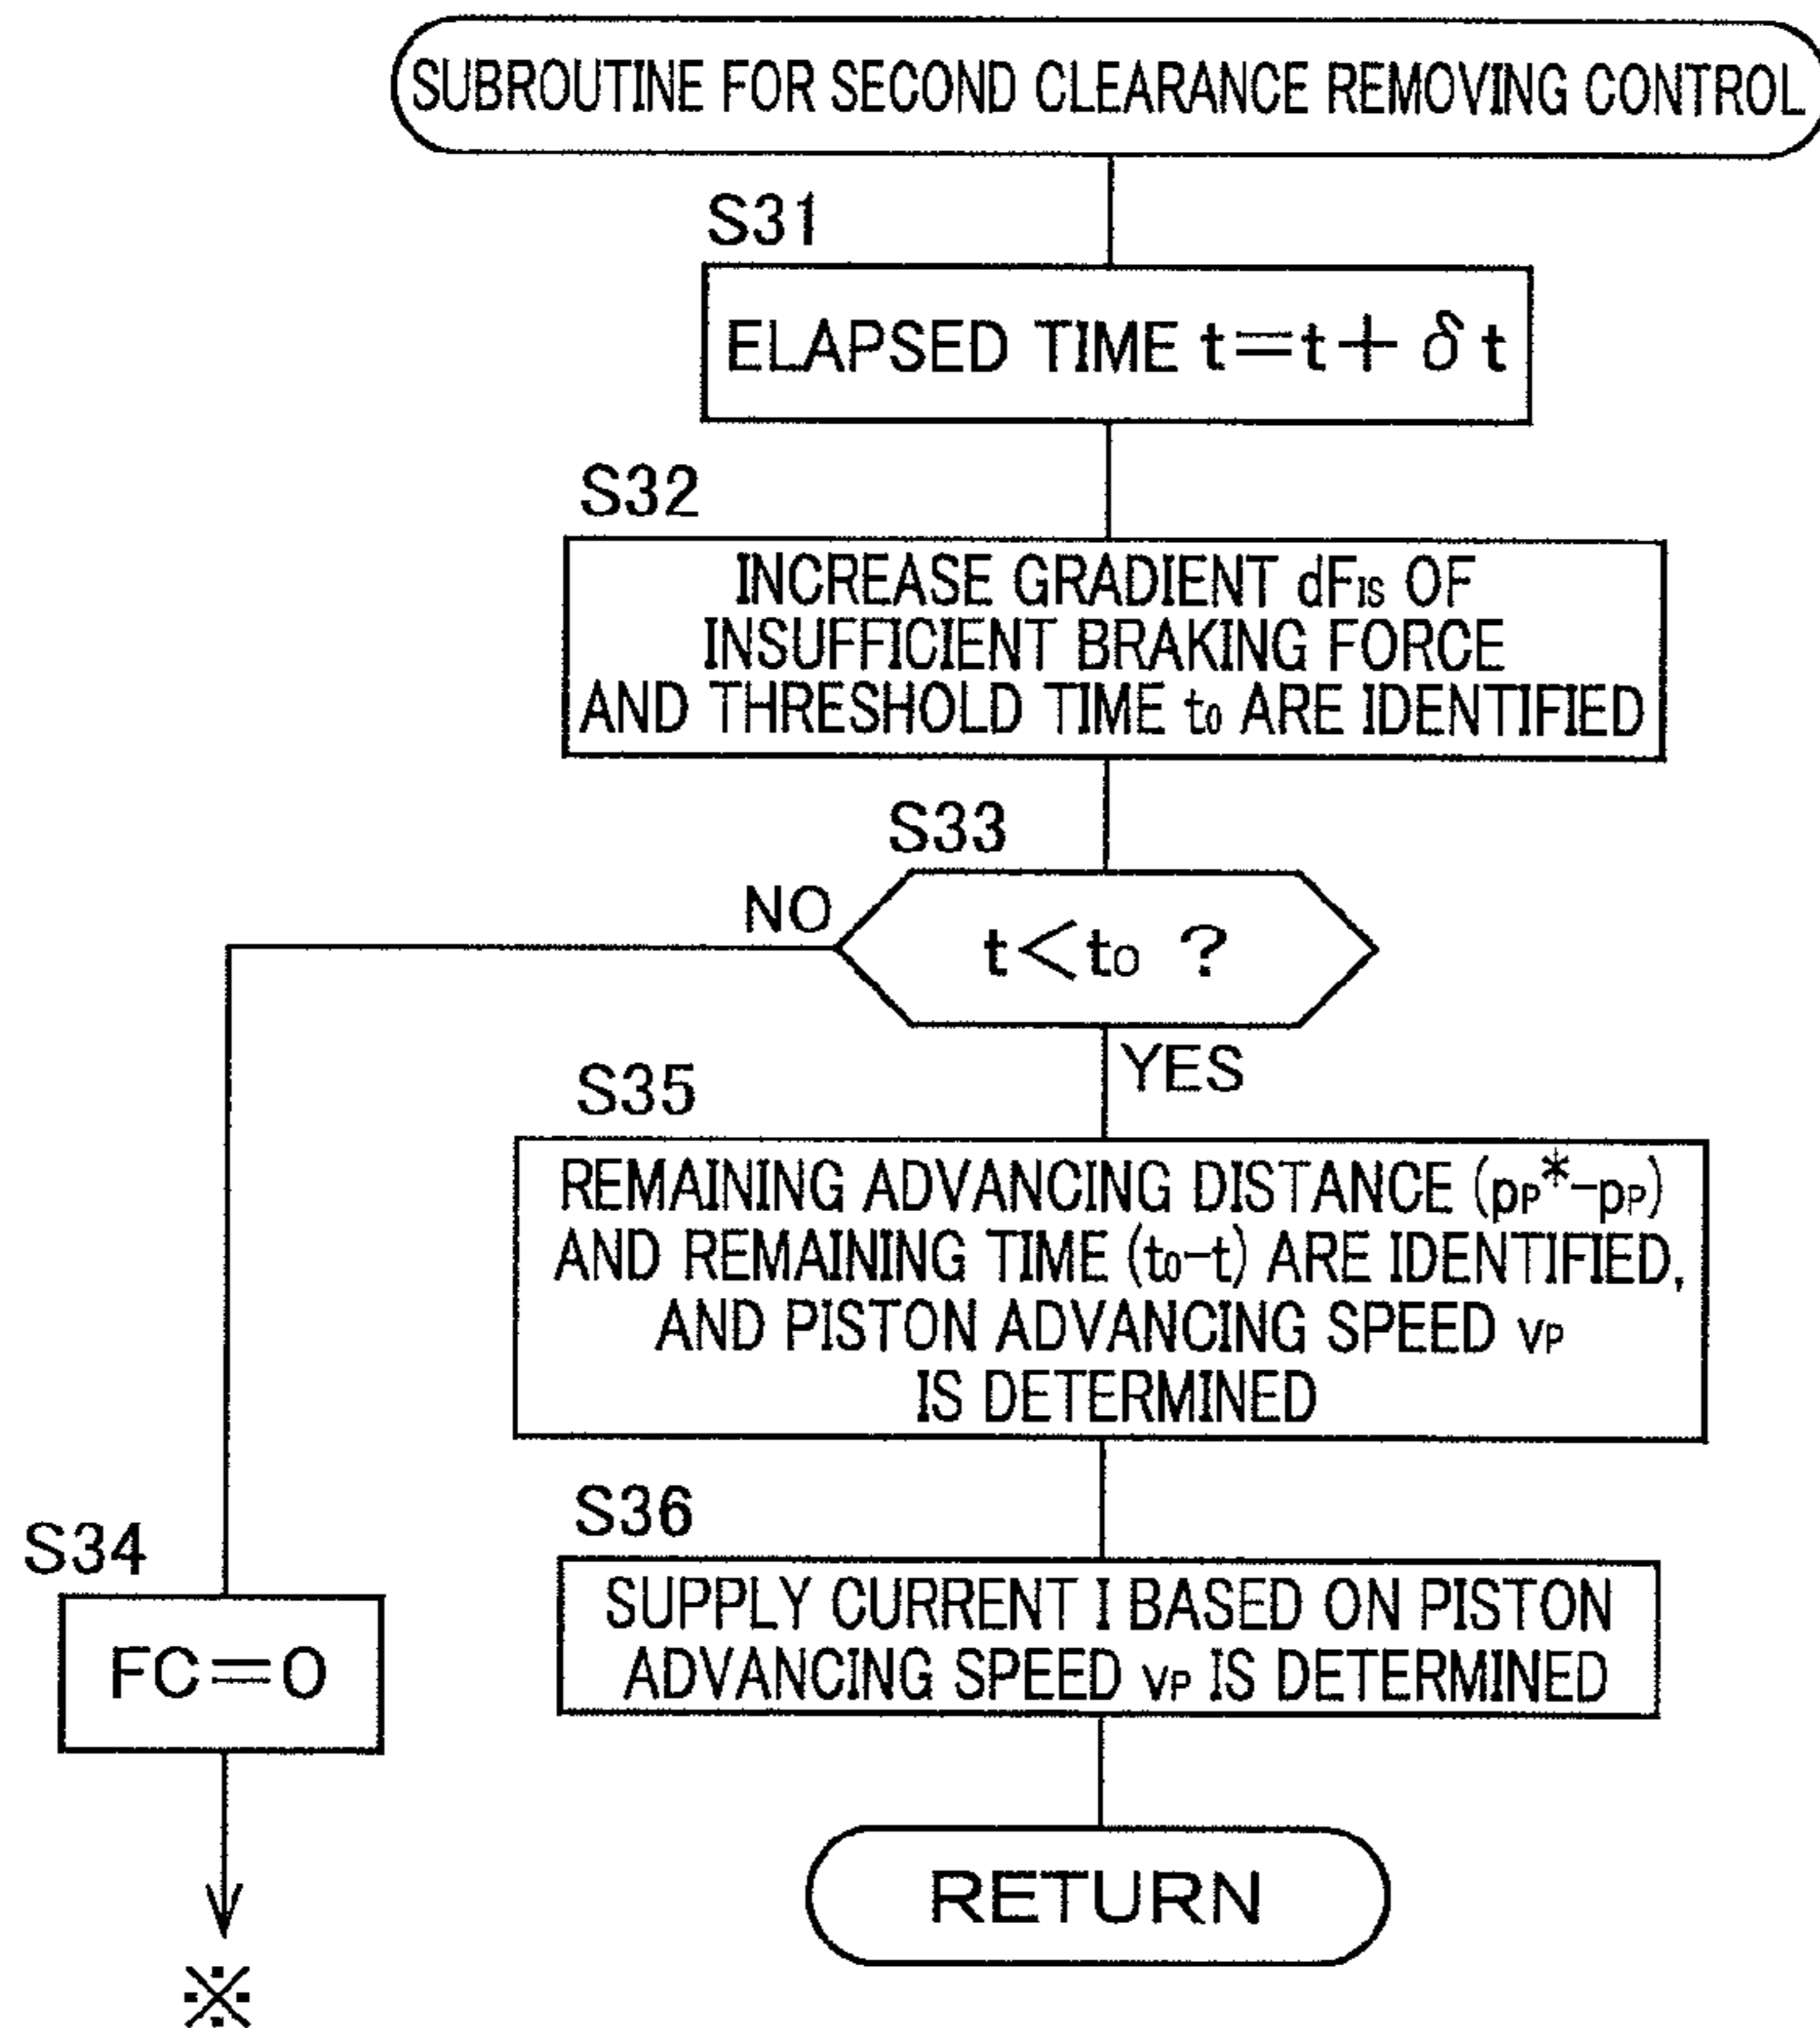 SUBROUTINE FOR SECOND CLEARANCE REMOVING CONTROL
S31
ELAPSED TIME t=t+δt
S32
INCREASE GRADIENT dFIS OF
INSUFFICIENT BRAKING FORCE
AND THRESHOLD TIME t0 ARE IDENTIFIED
S33
NO
t<t0 ?
YES
S35
REMAINING ADVANCING DISTANCE (pP*-pP)
AND REMAINING TIME (t0-t) ARE IDENTIFIED,
AND PISTON ADVANCING SPEED vP
IS DETERMINED
S36
SUPPLY CURRENT I BASED ON PISTON
ADVANCING SPEED vP IS DETERMINED
S34
FC=0
RETURN
※